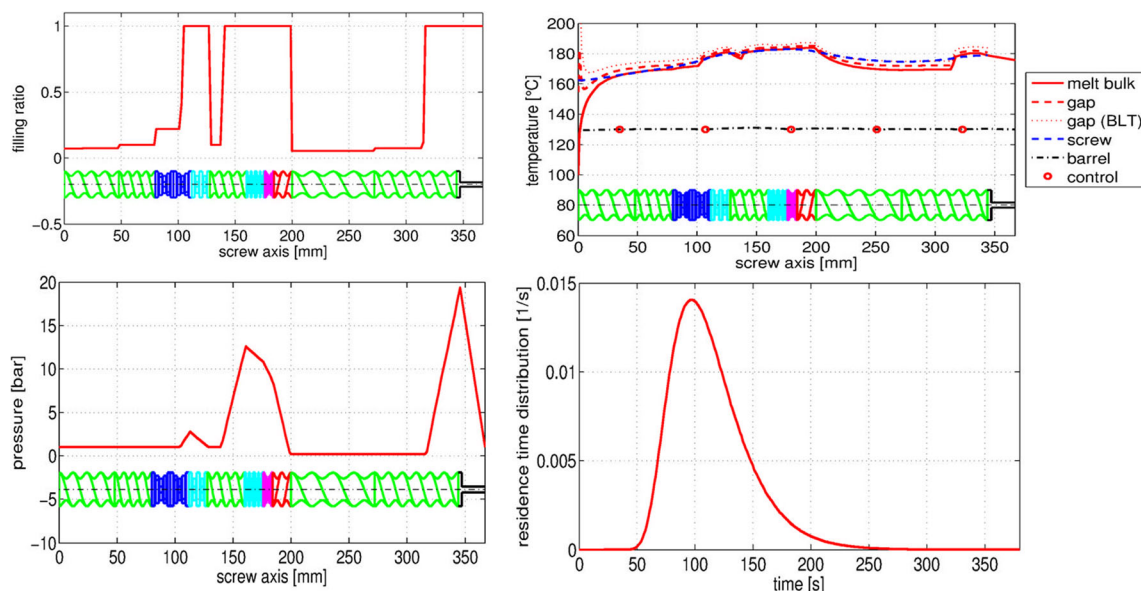 1
0.5
0
−0.5
filling ratio
0 50 100 150 200 250 300 350
screw axis [mm]
200
180
160
140
120
100
80
60
temperature [°C]
0 50 100 150 200 250 300 350
screw axis [mm]
melt bulk
gap
gap (BLT)
screw
barrel
control
20
15
10
5
0
−5
−10
pressure [bar]
0 50 100 150 200 250 300 350
screw axis [mm]
0.015
0.01
0.005
0
residence time distribution [1/s]
0 50 100 150 200 250 300 350
time [s]